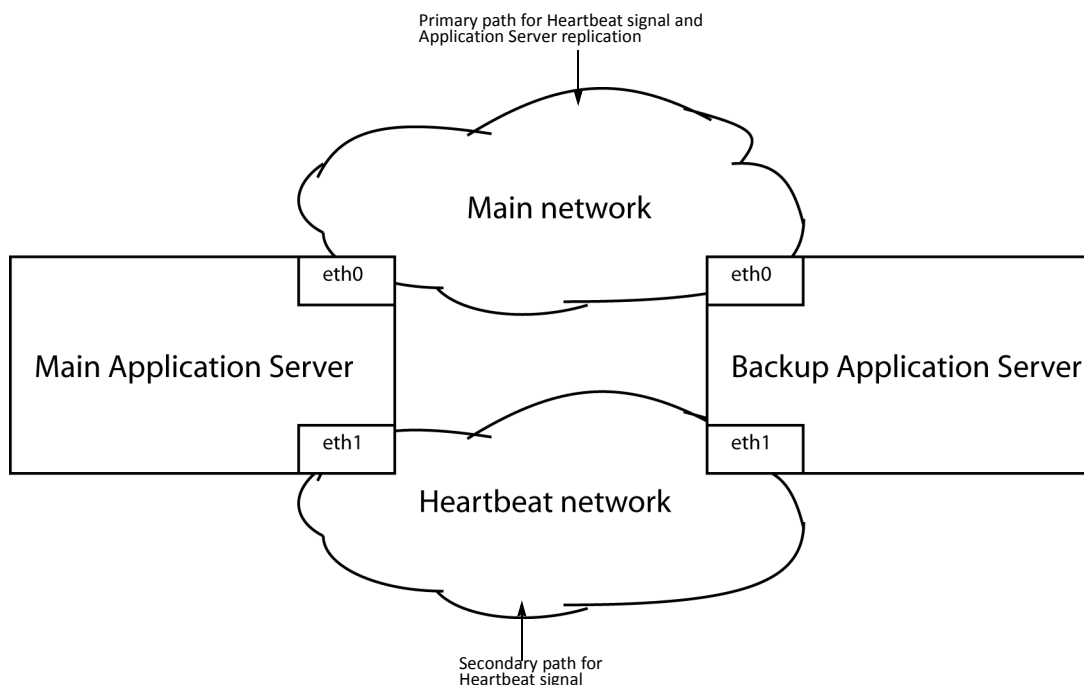 Primary path for Heartbeat signal and
Application Server replication
Main network
eth0
eth0
Main Application Server
Backup Application Server
eth1
eth1
Heartbeat network
Secondary path for
Heartbeat signal